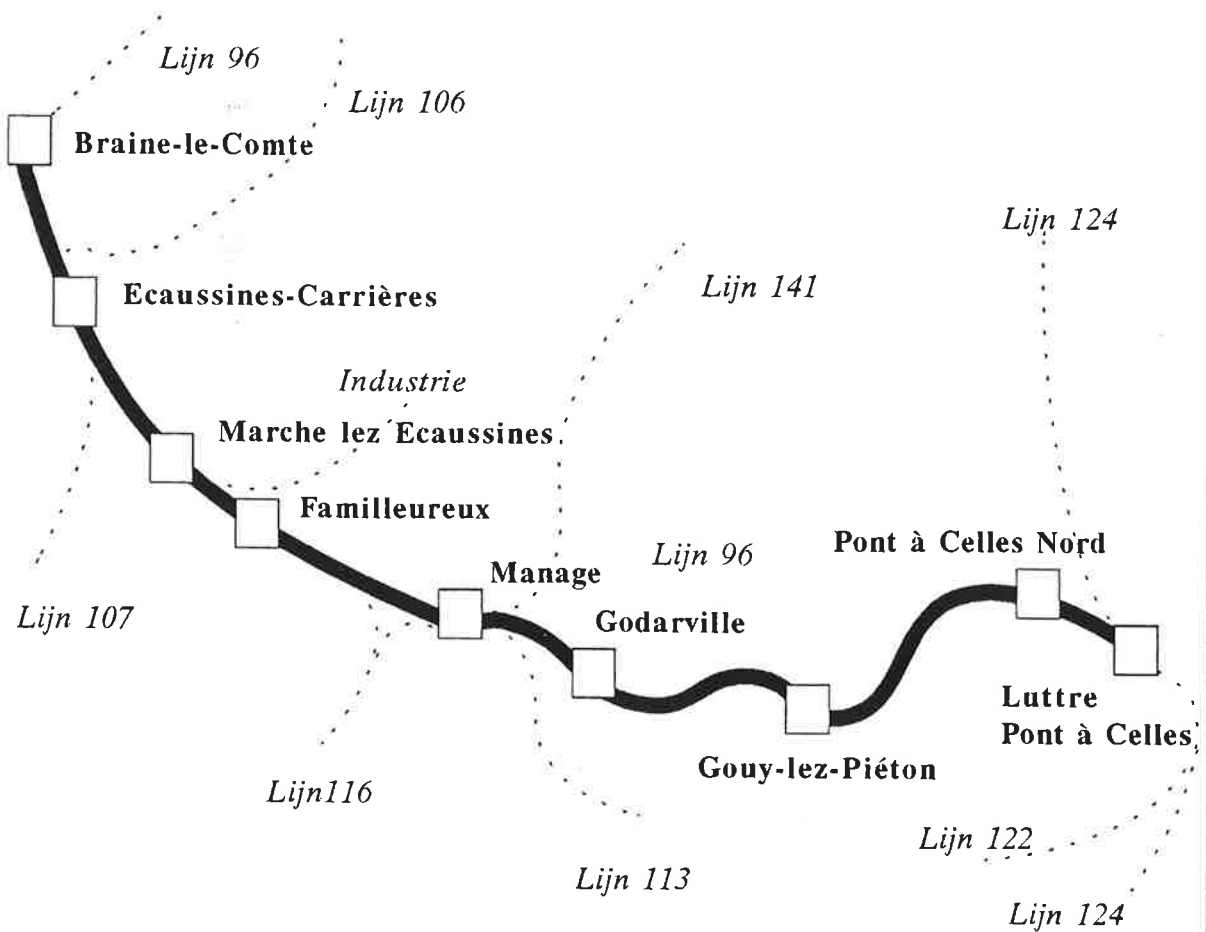 Lijn 96
Lijn 106
Braine-le-Comte
Lijn 124
Ecaussines-Carrières
Lijn 141
Industrie
Marche lez Ecaussines
Familleureux
Pont à Celles Nord
Lijn 96
Manage
Lijn 107
Godarville
Luttre
Pont à Celles
Gouy-lez-Piéton
Lijn116
Lijn 122
Lijn 113
Lijn 124